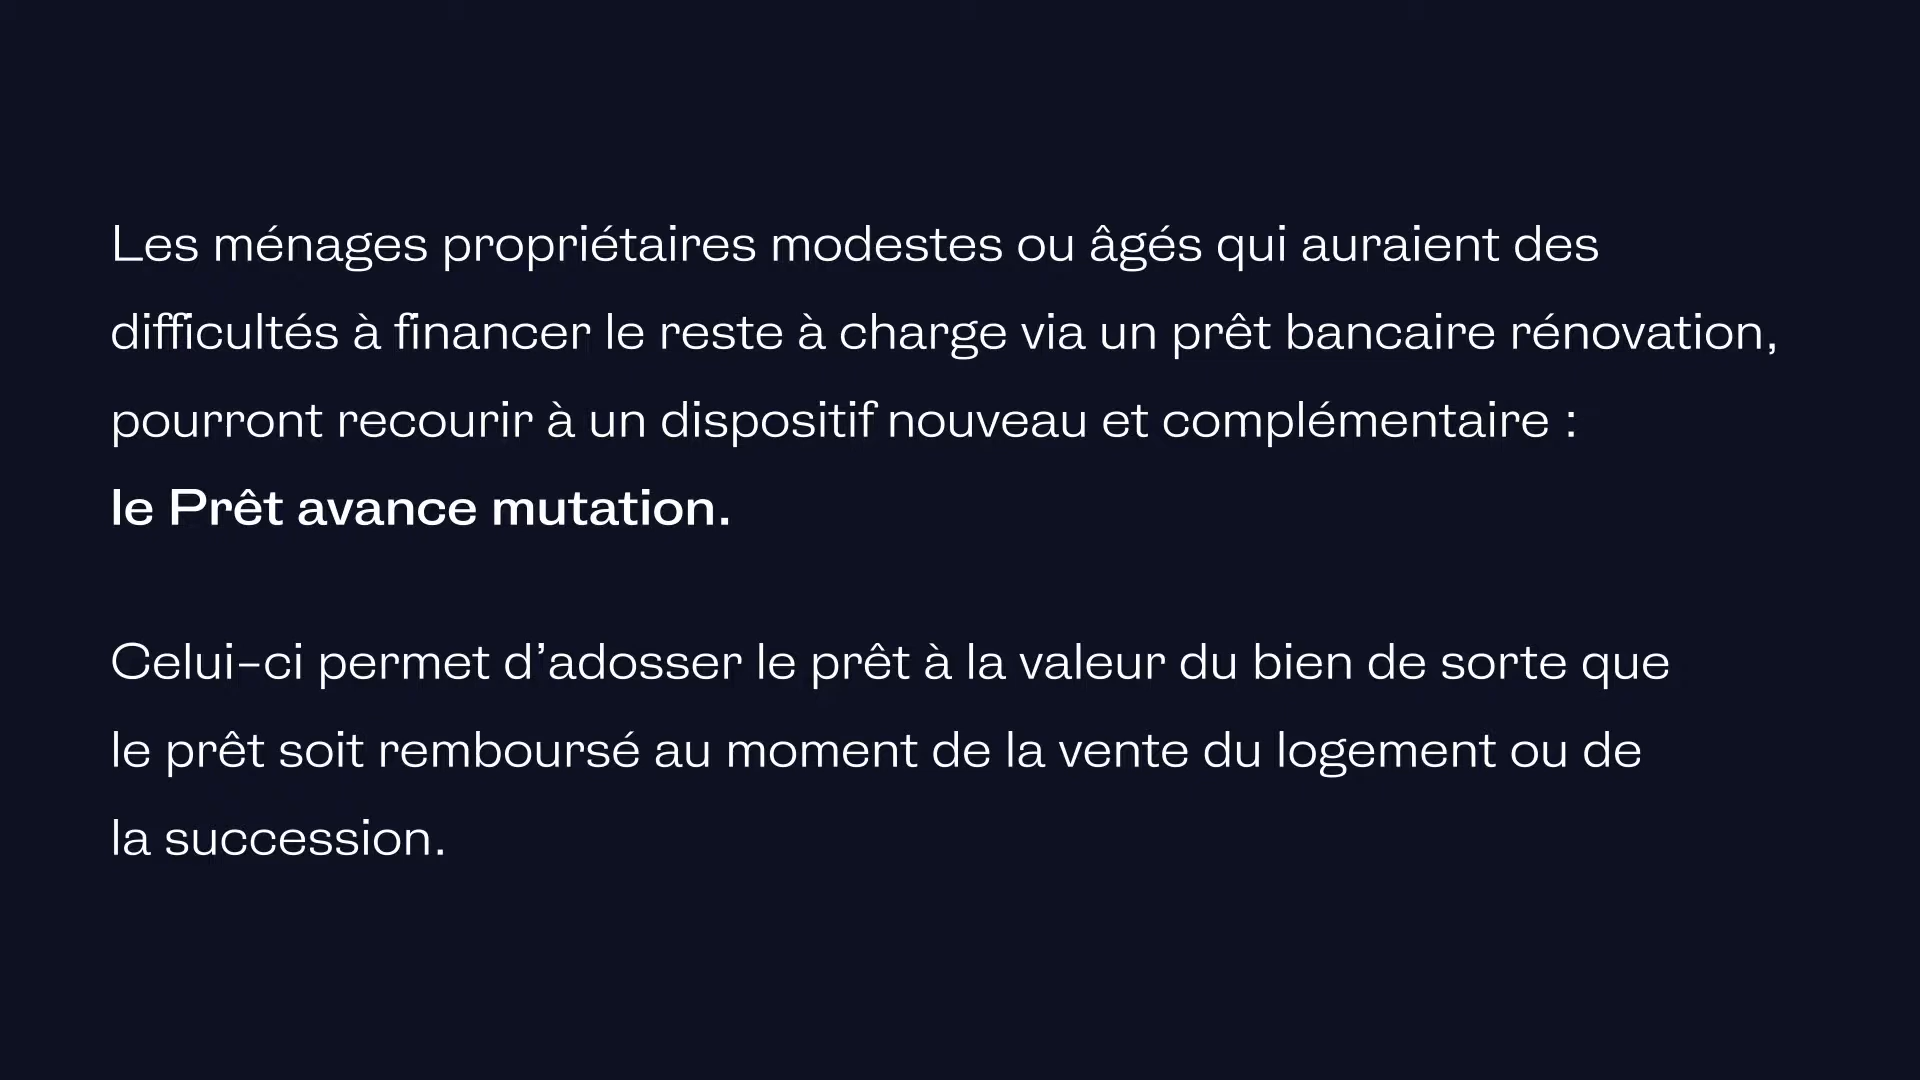 Les ménages propriétaires modestes ou âgés qui auraient des
difficultés à financer le reste à charge via un prêt bancaire rénovation,
pourront recourir à un dispositif nouveau et complémentaire :
le Prêt avance mutation.
Celui-ci permet d’adosser le prêt à la valeur du bien de sorte que
le prêt soit remboursé au moment de la vente du logement ou de
la succession.